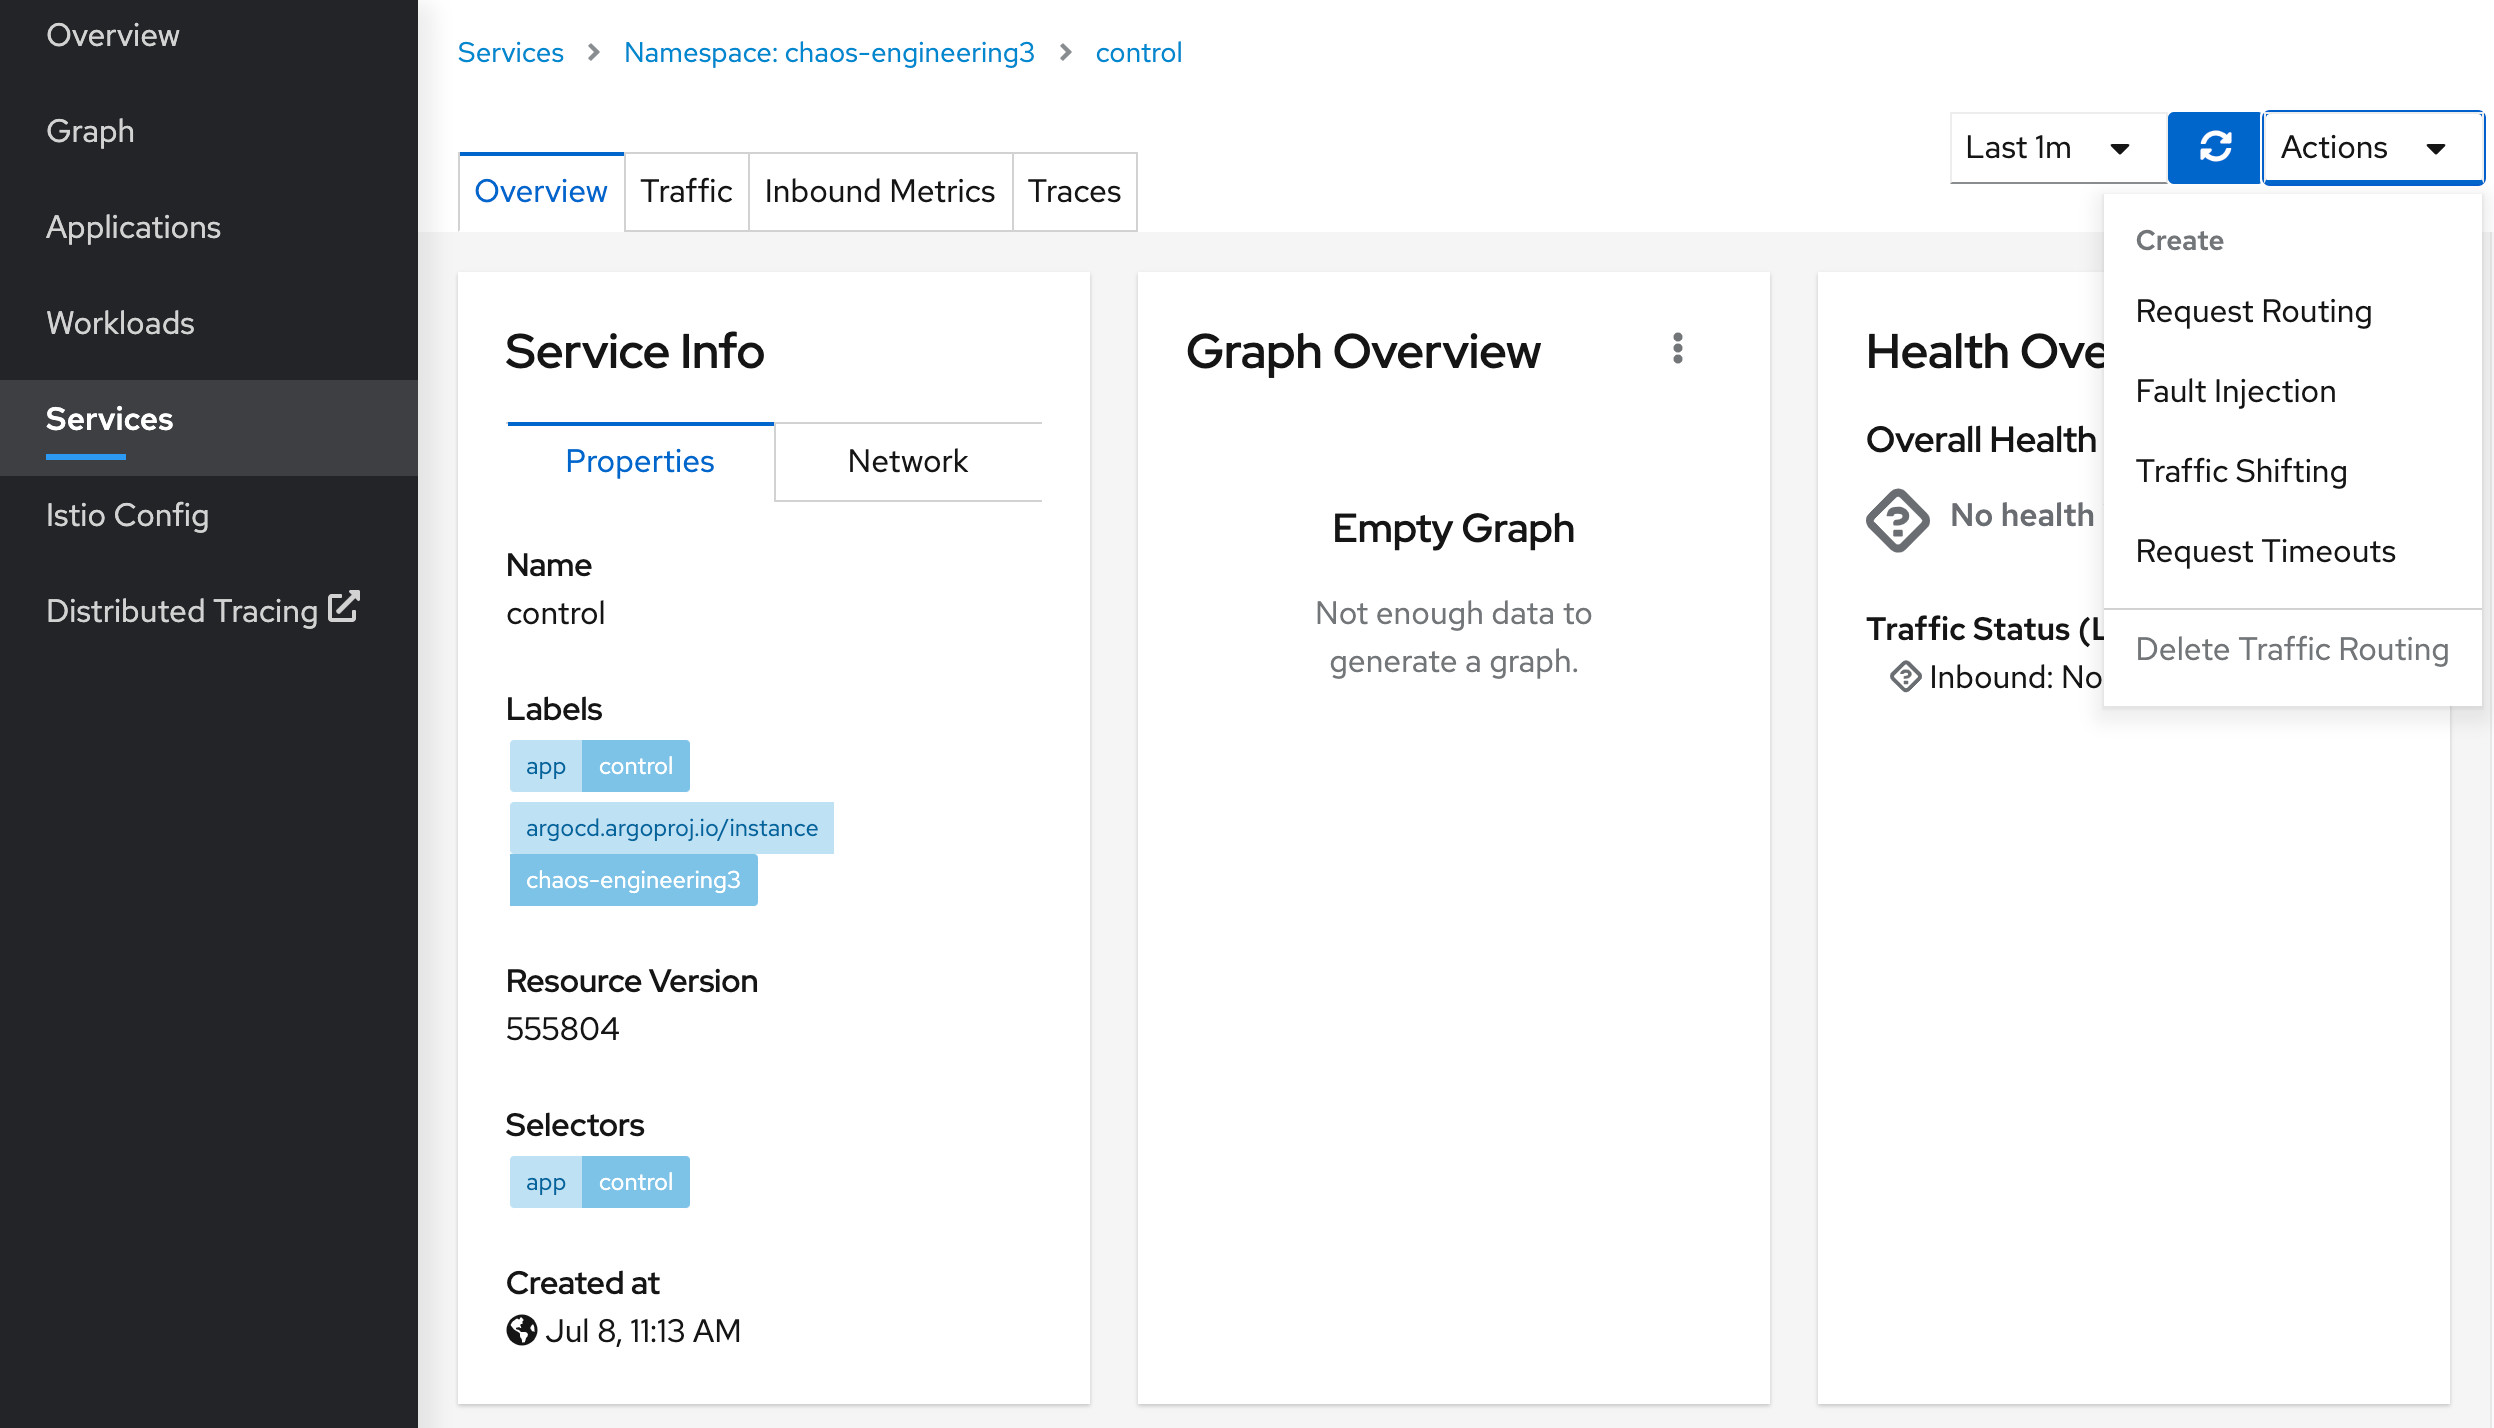 Overview
Graph
Applications
Workloads
Services
Istio Config
Distributed Tracing
Services > Namespace: chaos-engineering3 > control
Last 1m
Actions
Overview
Traffic
Inbound Metrics
Traces
Create
Request Routing
Fault Injection
Traffic Shifting
Request Timeouts
Delete Traffic Routing
Service Info
Properties
Network
Name
control
Labels
app control
argocd.argoproj.io/instance
chaos-engineering3
Resource Version
555804
Selectors
app control
Created at
Jul 8, 11:13 AM
Graph Overview
Empty Graph
Not enough data to
generate a graph.
Health Ove
Overall Health
No health
Traffic Status (L
Inbound: No